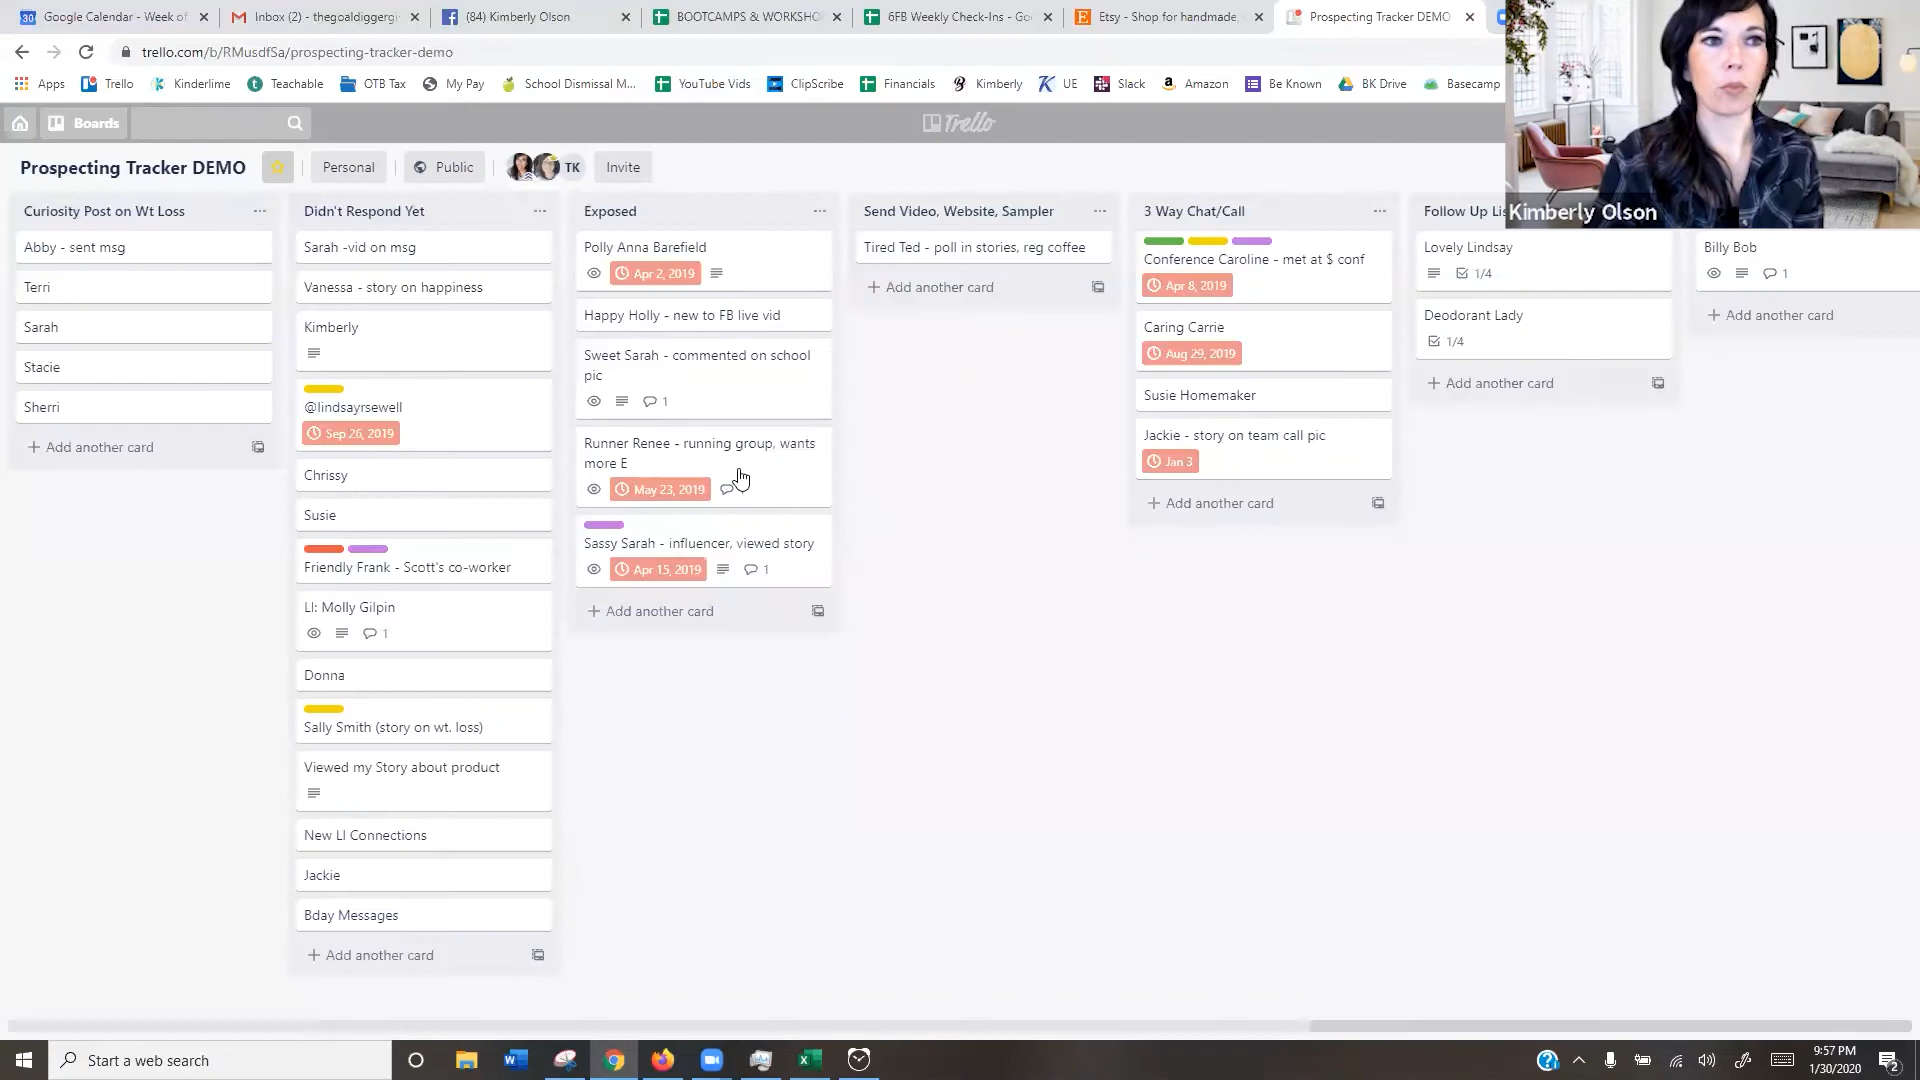 Google Calendar - Week of
Inbox (2) - thegoaldiggergi
(84) Kimberly Olson
BOOTCAMPS & WORKSHO
6FB Weekly Check-Ins - Go
Etsy - Shop for handmade,
Prospecting Tracker DEMO
trello.com/b/RMusdfSa/prospecting-tracker-demo
Apps
Trello
Kinderlime
Teachable
OTB Tax
My Pay
School Dismissal M...
YouTube Vids
ClipScribe
Financials
Kimberly
UE
Slack
Amazon
Be Known
BK Drive
Basecamp
Boards
Trello
Prospecting Tracker DEMO
Personal
Public
TK
Invite
Kimberly Olson
Curiosity Post on Wt Loss
Abby - sent msg
Terri
Sarah
Stacie
Sherri
+ Add another card
Didn't Respond Yet
Sarah -vid on msg
Vanessa - story on happiness
Kimberly
@lindsayrsewell
Sep 26, 2019
Chrissy
Susie
Friendly Frank - Scott's co-worker
LI: Molly Gilpin
1
Donna
Sally Smith (story on wt. loss)
Viewed my Story about product
New LI Connections
Jackie
Bday Messages
+ Add another card
Exposed
Polly Anna Barefield
Apr 2, 2019
Happy Holly - new to FB live vid
Sweet Sarah - commented on school
pic
1
Runner Renee - running group, wants
more E
May 23, 2019
Sassy Sarah - influencer, viewed story
Apr 15, 2019
1
+ Add another card
Send Video, Website, Sampler
Tired Ted - poll in stories, reg coffee
+ Add another card
3 Way Chat/Call
Conference Caroline - met at $ conf
Apr 8, 2019
Caring Carrie
Aug 29, 2019
Susie Homemaker
Jackie - story on team call pic
Jan 3
+ Add another card
Follow Up Lis
Lovely Lindsay
1/4
Deodorant Lady
1/4
+ Add another card
Billy Bob
1
+ Add another card
Start a web search
9:57 PM
1/30/2020
2